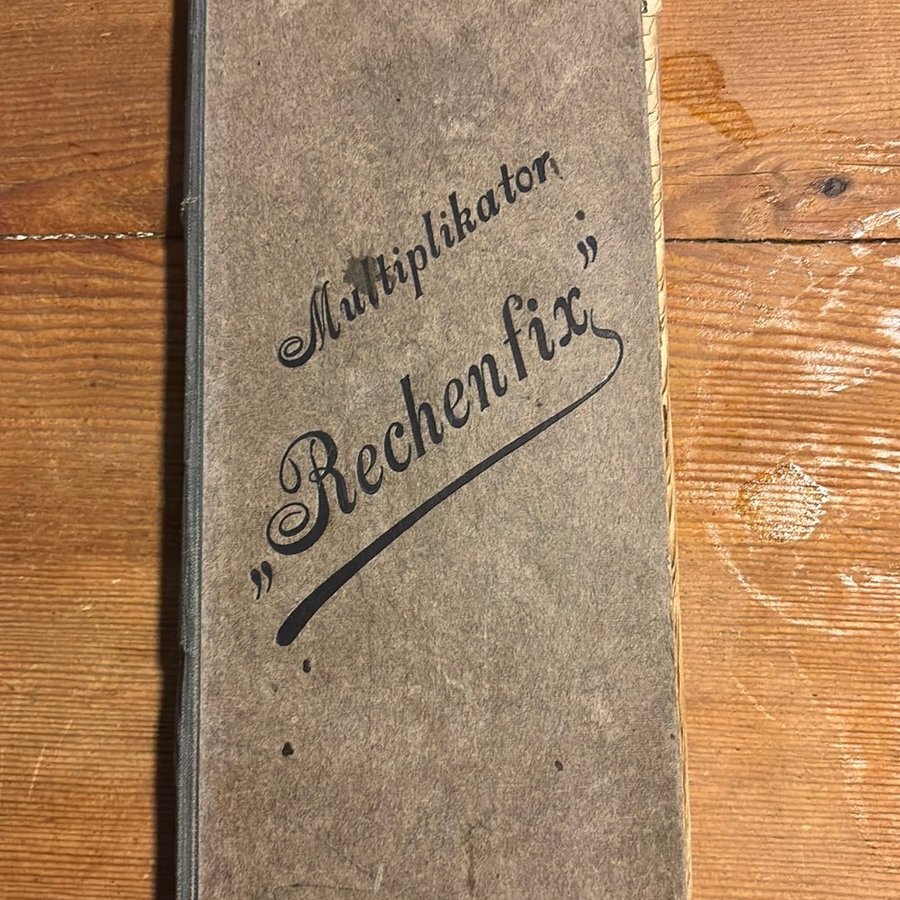 Multiplikator
„Rechenfix”